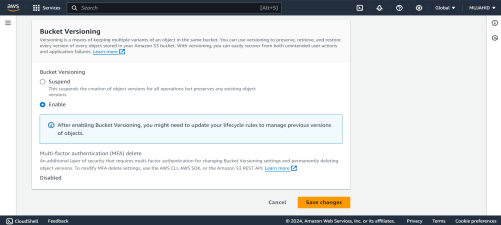 aws
Services
Search
[Alt+S]
Global
MUJAHID
Bucket Versioning
Versioning is a means of keeping multiple variants of an object in the same bucket. You can use versioning to preserve, retrieve, and restore
every version of every object stored in your Amazon S3 bucket. With versioning, you can easily recover from both unintended user actions
and application failures. Learn more
Bucket Versioning
Suspend
This suspends the creation of object versions for all operations but preserves any existing object
versions.
Enable
After enabling Bucket Versioning, you might need to update your lifecycle rules to manage previous versions
of objects.
Multi-factor authentication (MFA) delete
An additional layer of security that requires multi-factor authentication for changing Bucket Versioning settings and permanently deleting
object versions. To modify MFA delete settings, use the AWS CLI, AWS SDK, or the Amazon S3 REST API. Learn more
Disabled
Cancel
Save changes
CloudShell
Feedback
© 2024, Amazon Web Services, Inc. or its affiliates.
Privacy
Terms
Cookie preferences